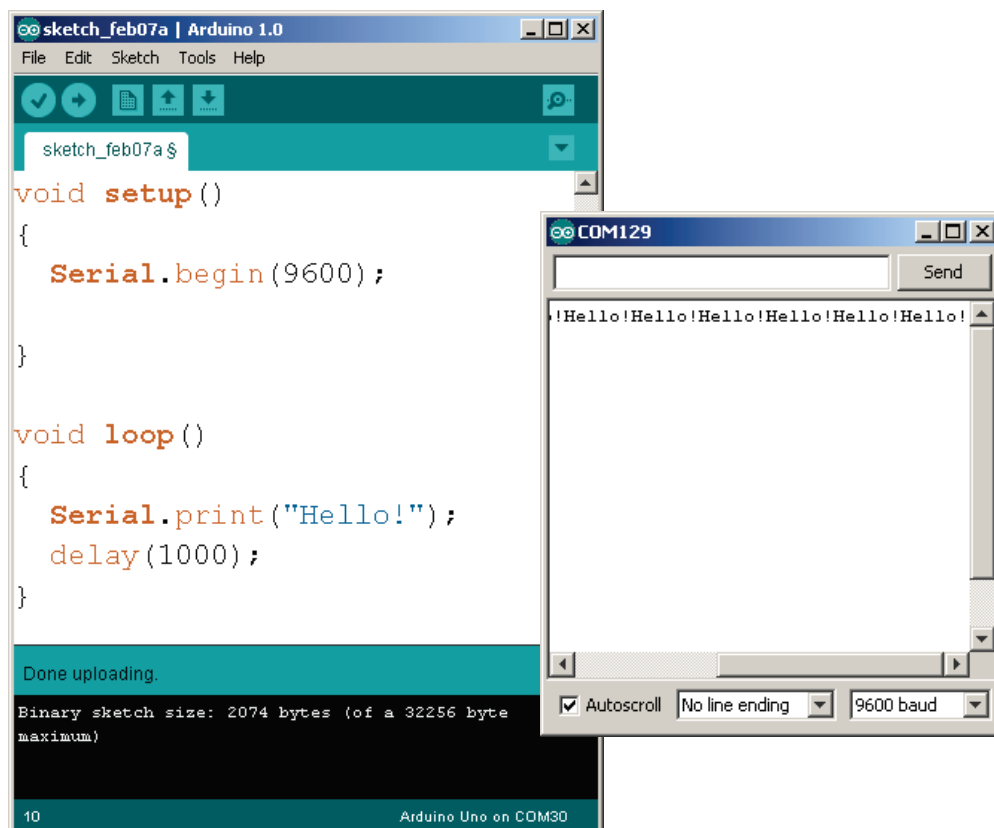 sketch_feb07a | Arduino 1.0
File Edit Sketch Tools Help
sketch_feb07a §
void setup()
{
  Serial.begin(9600);

}

void loop()
{
  Serial.print("Hello!");
  delay(1000);
}
Done uploading.
Binary sketch size: 2074 bytes (of a 32256 byte
maximum)
10 Arduino Uno on COM30
COM129
Send
!Hello!Hello!Hello!Hello!Hello!Hello!
Autoscroll No line ending 9600 baud